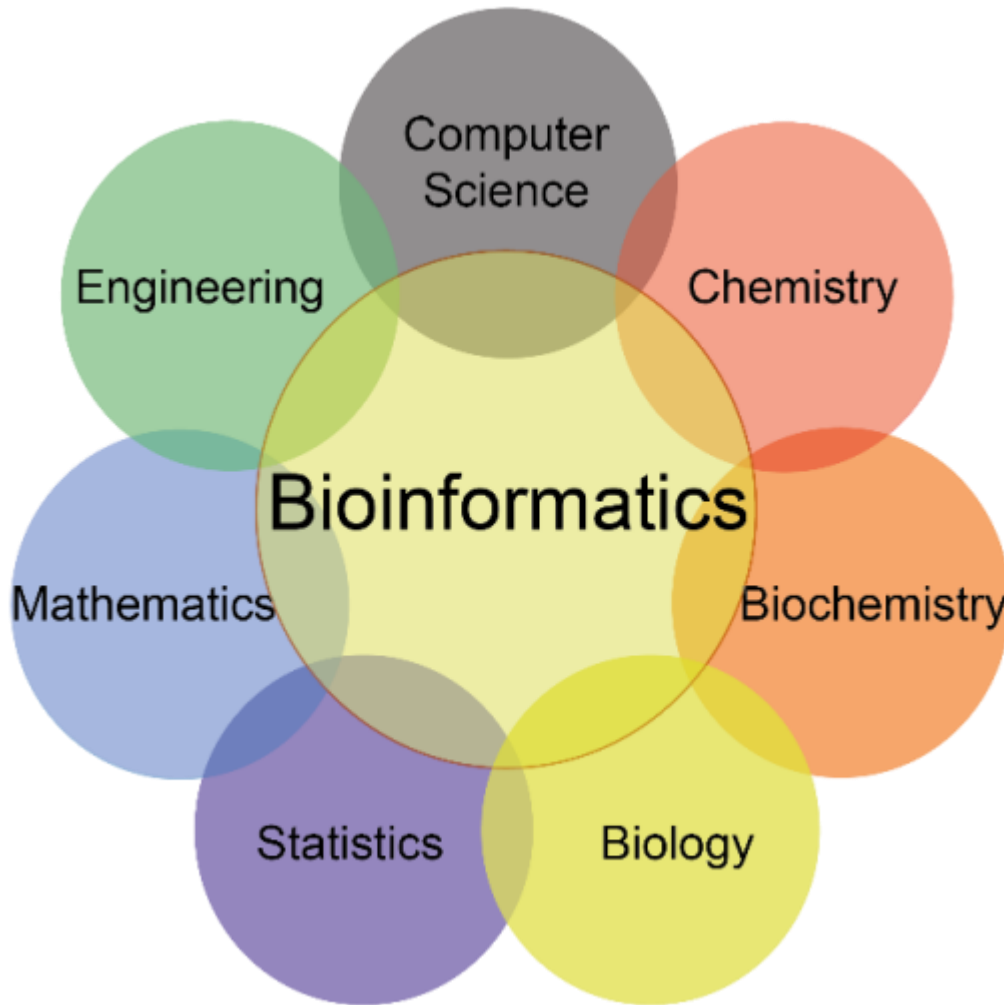 Computer
Science
Engineering
Chemistry
Bioinformatics
Mathematics
Biochemistry
Statistics
Biology